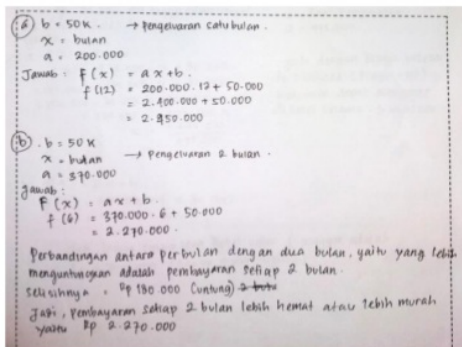 (a) b = 50k. → pengeluaran satu bulan.
x = bulan
a = 200.000
Jawab : f(x) = ax + b.
f(12) = 200.000 . 12 + 50.000
= 2.400.000 + 50.000
= 2.450.000
(b) . b = 50k
x = bulan → pengeluaran 2 bulan.
a = 370.000
Jawab :
F(x) = ax + b.
f(6) = 370.000 . 6 + 50.000
= 2.270.000.
Perbandingan antara perbulan dengan dua bulan, yaitu yang lebih
menguntungkan adalah pembayaran setiap 2 bulan.
Selisihnya = Rp 180.000 (untung)
Jadi, pembayaran setiap 2 bulan lebih hemat atau lebih murah
yaitu Rp 2.270.000